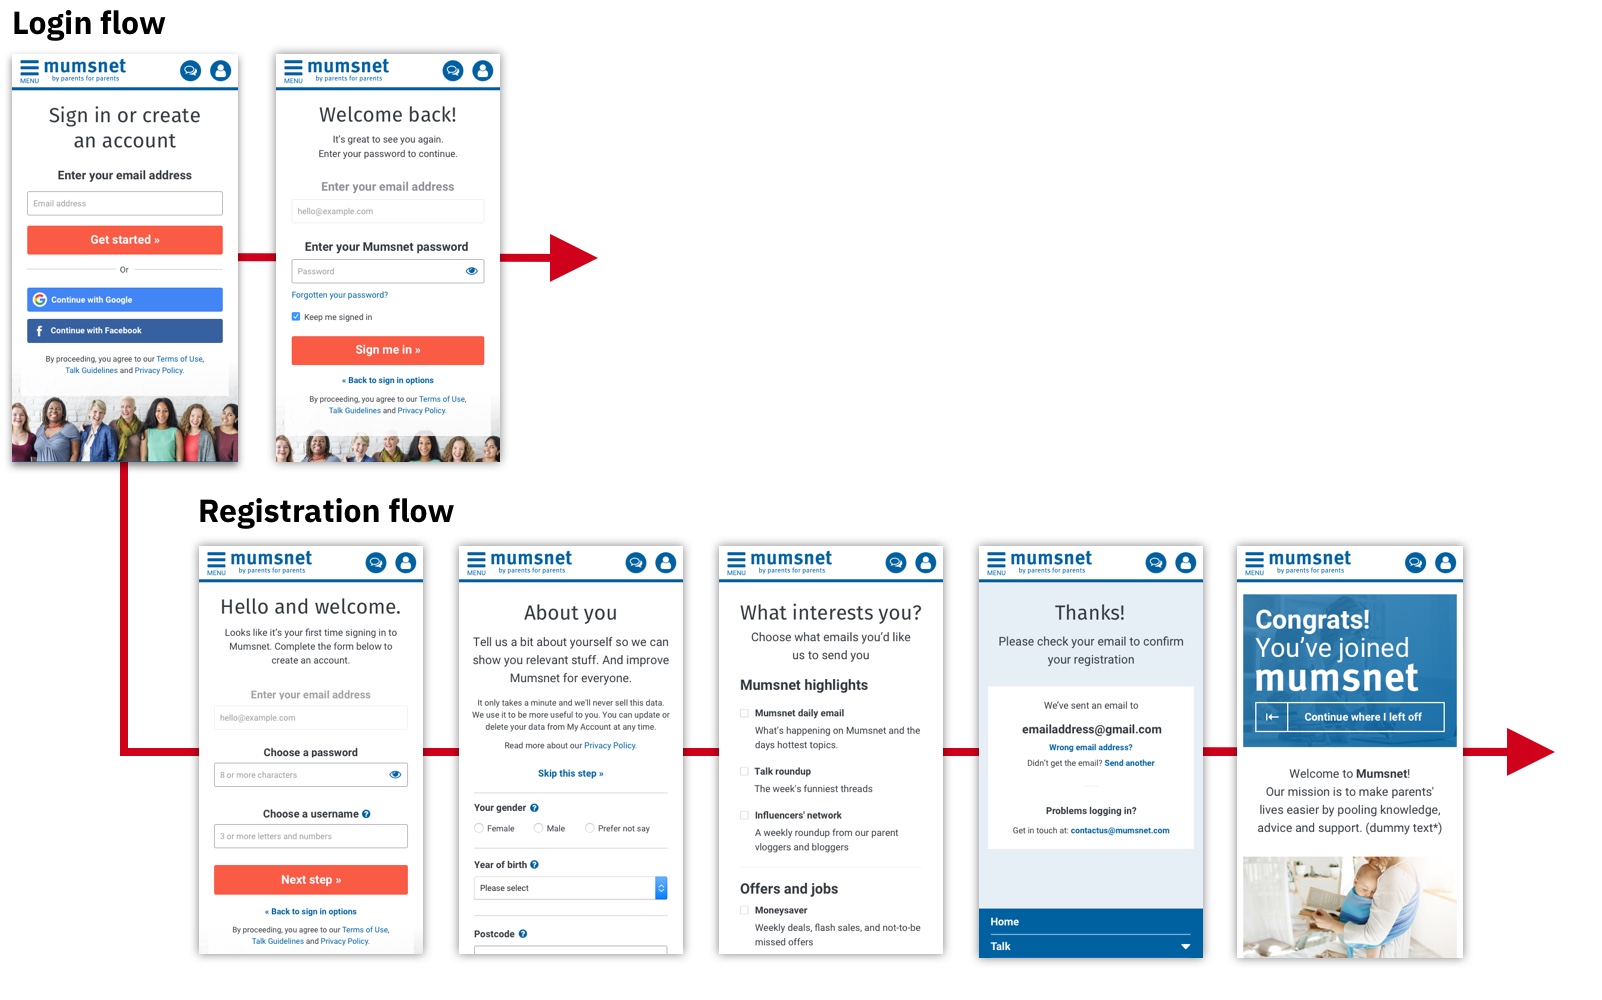 Login flow
MENU
mumsnet
by parents for parents
Sign in or create
an account
Enter your email address
Email address
Get started »
Or
G
Continue with Google
f
Continue with Facebook
By proceeding, you agree to our Terms of Use,
Talk Guidelines and Privacy Policy.
MENU
mumsnet
by parents for parents
Welcome back!
It's great to see you again.
Enter your password to continue.
Enter your email address
hello@example.com
Enter your Mumsnet password
Password
Forgotten your password?
Keep me signed in
Sign me in »
« Back to sign in options
By proceeding, you agree to our Terms of Use,
Talk Guidelines and Privacy Policy.
Registration flow
MENU
mumsnet
by parents for parents
Hello and welcome.
Looks like it's your first time signing in to
Mumsnet. Complete the form below to
create an account.
Enter your email address
hello@example.com
Choose a password
8 or more characters
Choose a username ?
3 or more letters and numbers
Next step »
« Back to sign in options
By proceeding, you agree to our Terms of Use,
Talk Guidelines and Privacy Policy.
MENU
mumsnet
by parents for parents
About you
Tell us a bit about yourself so we can
show you relevant stuff. And improve
Mumsnet for everyone.
It only takes a minute and we'll never sell this data.
We use it to be more useful to you. You can update or
delete your data from My Account at any time.
Read more about our Privacy Policy.
Skip this step »
Your gender ?
Female Male Prefer not say
Year of birth ?
Please select
Postcode ?
MENU
mumsnet
by parents for parents
What interests you?
Choose what emails you'd like
us to send you
Mumsnet highlights
Mumsnet daily email
What's happening on Mumsnet and the
days hottest topics.
Talk roundup
The week's funniest threads
Influencers' network
A weekly roundup from our parent
vloggers and bloggers
Offers and jobs
Moneysaver
Weekly deals, flash sales, and not-to-be
missed offers
MENU
mumsnet
by parents for parents
Thanks!
Please check your email to confirm
your registration
We've sent an email to
emailaddress@gmail.com
Wrong email address?
Didn't get the email? Send another
Problems logging in?
Get in touch at: contactus@mumsnet.com
Home
Talk
MENU
mumsnet
by parents for parents
Congrats!
You've joined
mumsnet
Continue where I left off
Welcome to Mumsnet!
Our mission is to make parents'
lives easier by pooling knowledge,
advice and support. (dummy text*)